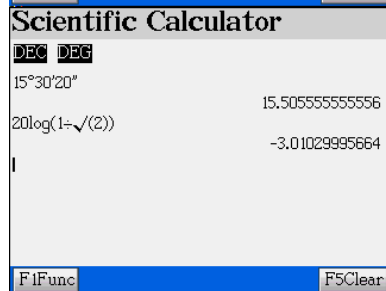 Scientific Calculator
DEC DEG
15°30'20"
15.505555555556
20log(1÷√(2))
-3.01029995664
F1Func F5Clear